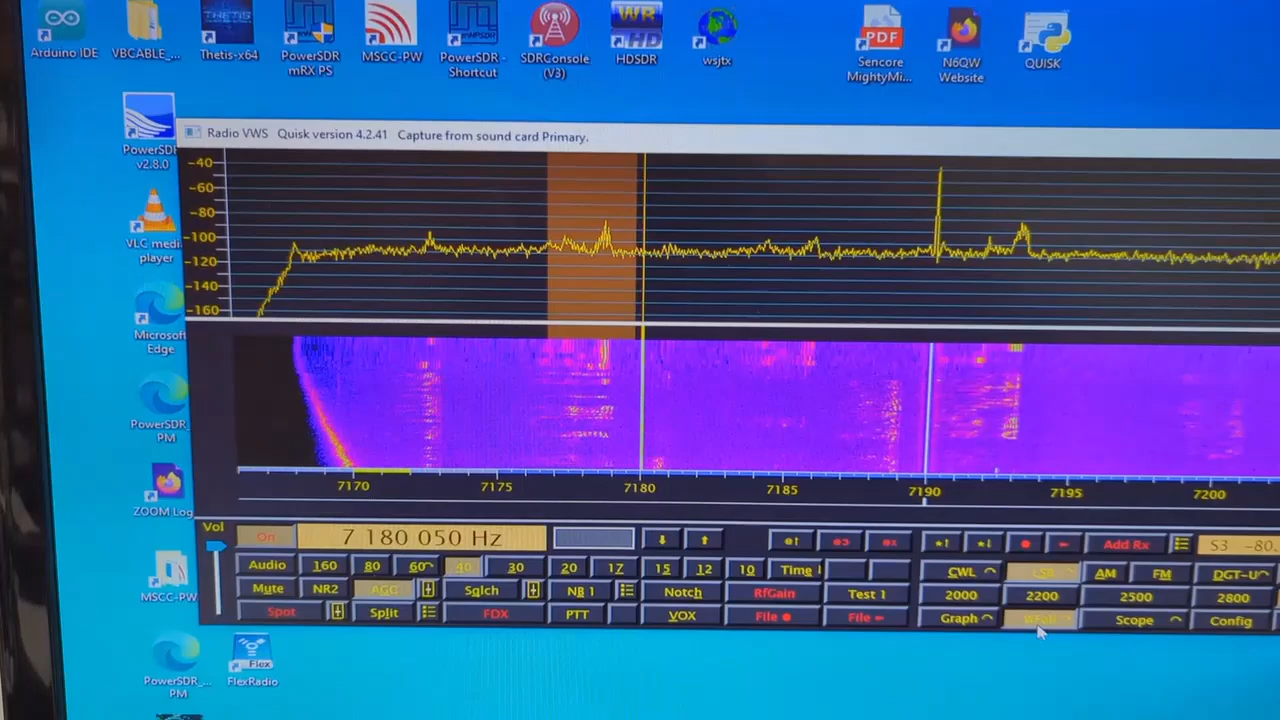 Arduino IDE
VBCABLE_...
Thetis-x64
PowerSDR
mRX PS
MSCC-PW
PowerSDR -
Shortcut
SDRConsole
(V3)
WR
HD
HDSDR
wsjtx
PDF
Sencore
MightyMi...
N6QW
Website
QUISK
PowerSDR
v2.8.0
VLC medi
player
Microsoft
Edge
PowerSDR
PM
ZOOM Log
MSCC-PW
PowerSDR_...
PM
Flex
FlexRadio
Radio VWS Quisk version 4.2.41 Capture from sound card Primary.
-40
-60
-80
-100
-120
-140
-160
7170 7175 7180 7185 7190 7195 7200
Vol On 7 180 050 Hz Add Rx S3 -80.
Audio 160 80 60 40 30 20 17 15 12 10 Time CWL LSB AM FM DGT-U
Mute NR2 AGC Sqlch NB 1 Notch RfGain Test 1 2000 2200 2500 2800
Spot Split FDX PTT VOX File File Graph WFall Scope Config